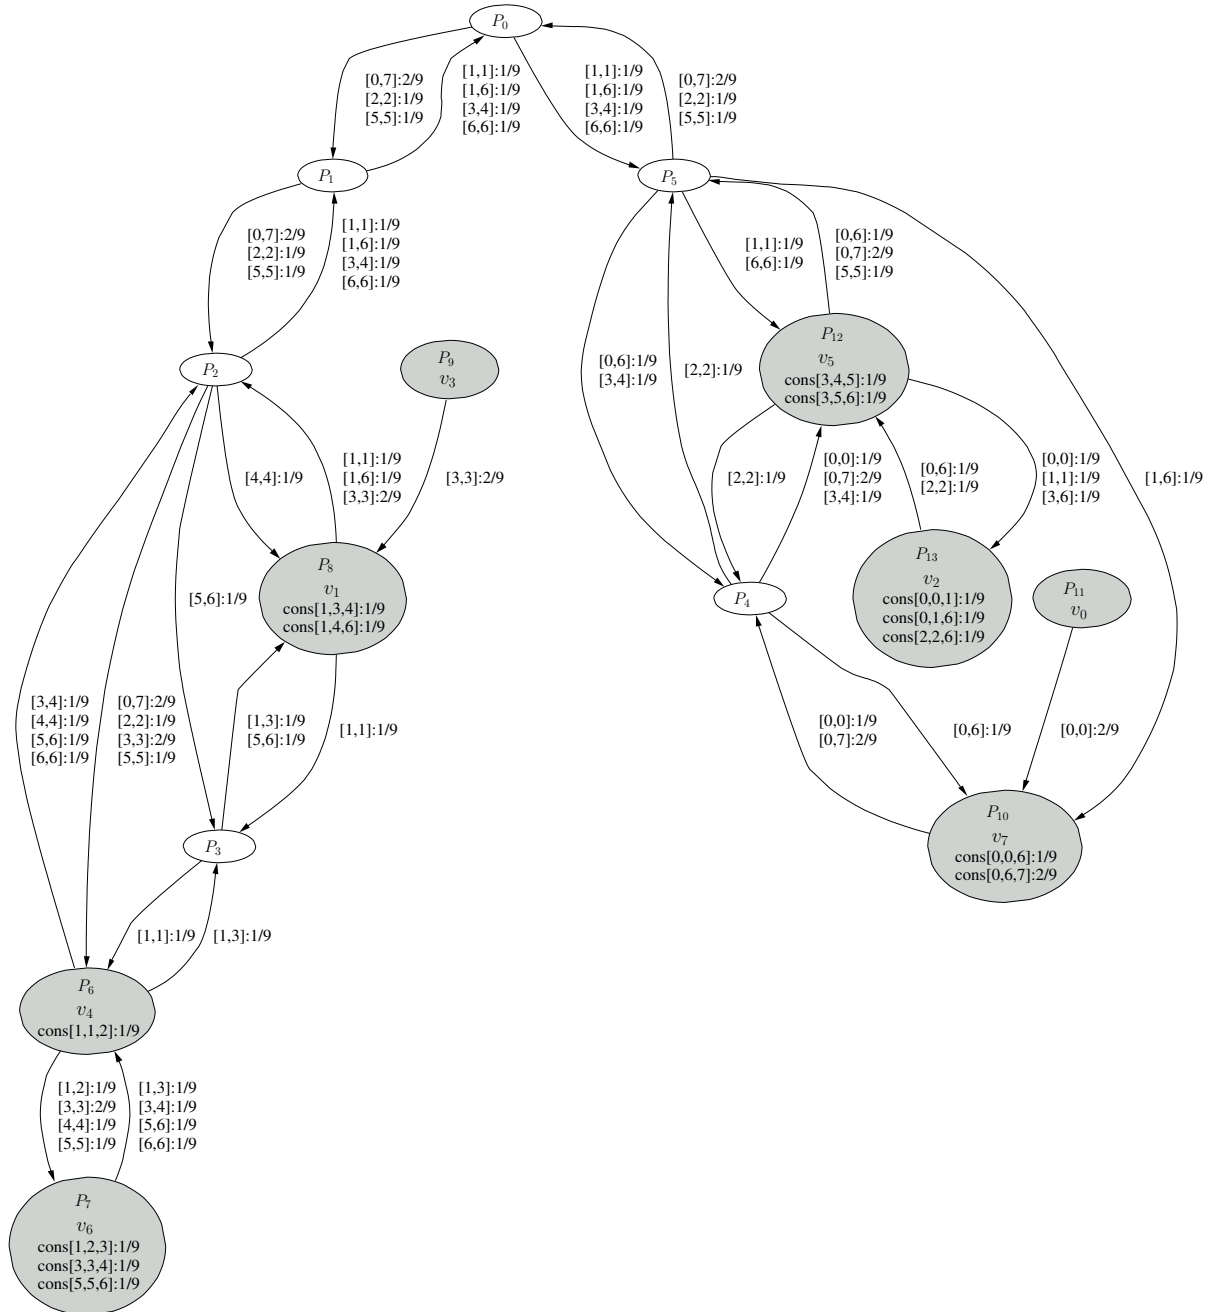 P0
[0,7]:2/9
[2,2]:1/9
[5,5]:1/9
[1,1]:1/9
[1,6]:1/9
[3,4]:1/9
[6,6]:1/9
[1,1]:1/9
[1,6]:1/9
[3,4]:1/9
[6,6]:1/9
[0,7]:2/9
[2,2]:1/9
[5,5]:1/9
P1
P5
[0,7]:2/9
[2,2]:1/9
[5,5]:1/9
[1,1]:1/9
[1,6]:1/9
[3,4]:1/9
[6,6]:1/9
[1,1]:1/9
[6,6]:1/9
[0,6]:1/9
[0,7]:2/9
[5,5]:1/9
P2
P9
v3
[0,6]:1/9
[3,4]:1/9
[2,2]:1/9
P12
v5
cons[3,4,5]:1/9
cons[3,5,6]:1/9
[4,4]:1/9
[1,1]:1/9
[1,6]:1/9
[3,3]:2/9
[3,3]:2/9
[2,2]:1/9
[0,0]:1/9
[0,7]:2/9
[3,4]:1/9
[0,6]:1/9
[2,2]:1/9
[0,0]:1/9
[1,1]:1/9
[3,6]:1/9
[1,6]:1/9
[5,6]:1/9
P8
v1
cons[1,3,4]:1/9
cons[1,4,6]:1/9
P4
P13
v2
cons[0,0,1]:1/9
cons[0,1,6]:1/9
cons[2,2,6]:1/9
P11
v0
[3,4]:1/9
[4,4]:1/9
[5,6]:1/9
[6,6]:1/9
[0,7]:2/9
[2,2]:1/9
[3,3]:2/9
[5,5]:1/9
[1,3]:1/9
[5,6]:1/9
[1,1]:1/9
[0,0]:1/9
[0,7]:2/9
[0,6]:1/9
[0,0]:2/9
P3
P10
v7
cons[0,0,6]:1/9
cons[0,6,7]:2/9
[1,1]:1/9
[1,3]:1/9
P6
v4
cons[1,1,2]:1/9
[1,2]:1/9
[3,3]:2/9
[4,4]:1/9
[5,5]:1/9
[1,3]:1/9
[3,4]:1/9
[5,6]:1/9
[6,6]:1/9
P7
v6
cons[1,2,3]:1/9
cons[3,3,4]:1/9
cons[5,5,6]:1/9